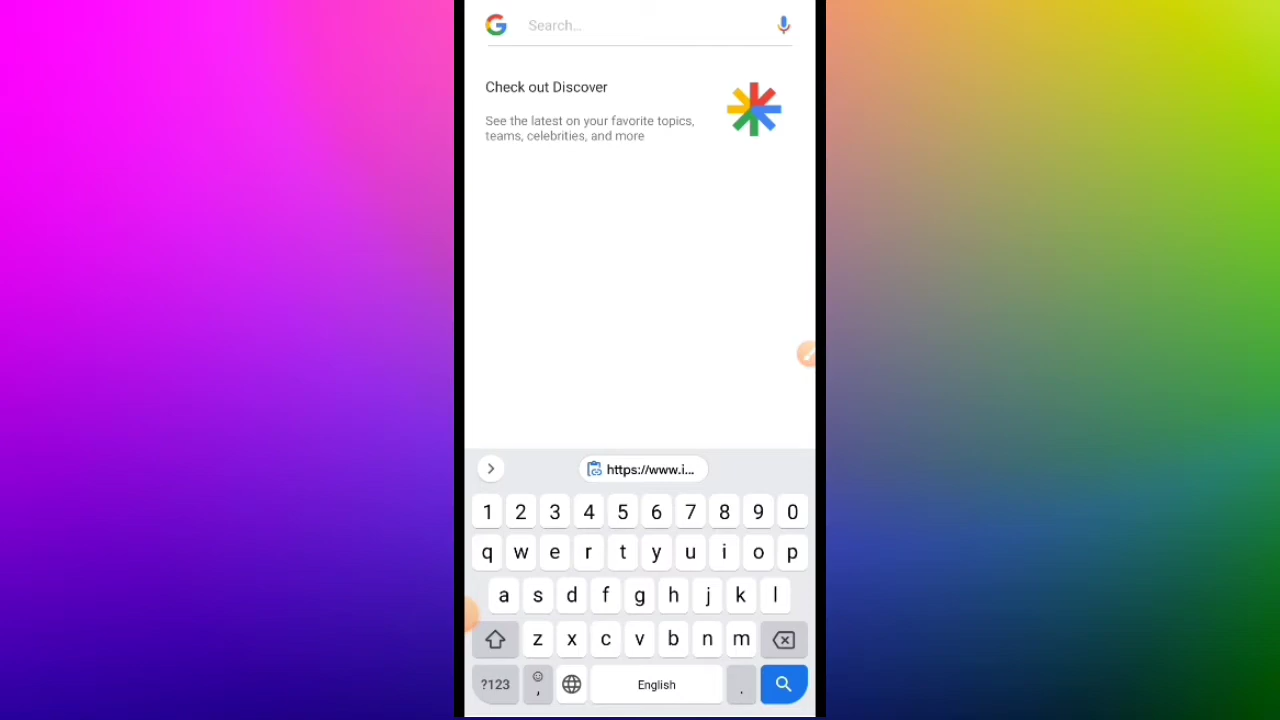 Search...
Check out Discover
See the latest on your favorite topics,
teams, celebrities, and more
https://www.i...
1 2 3 4 5 6 7 8 9 0
q w e r t y u i o p
a s d f g h j k l
z x c v b n m
?123 , English .